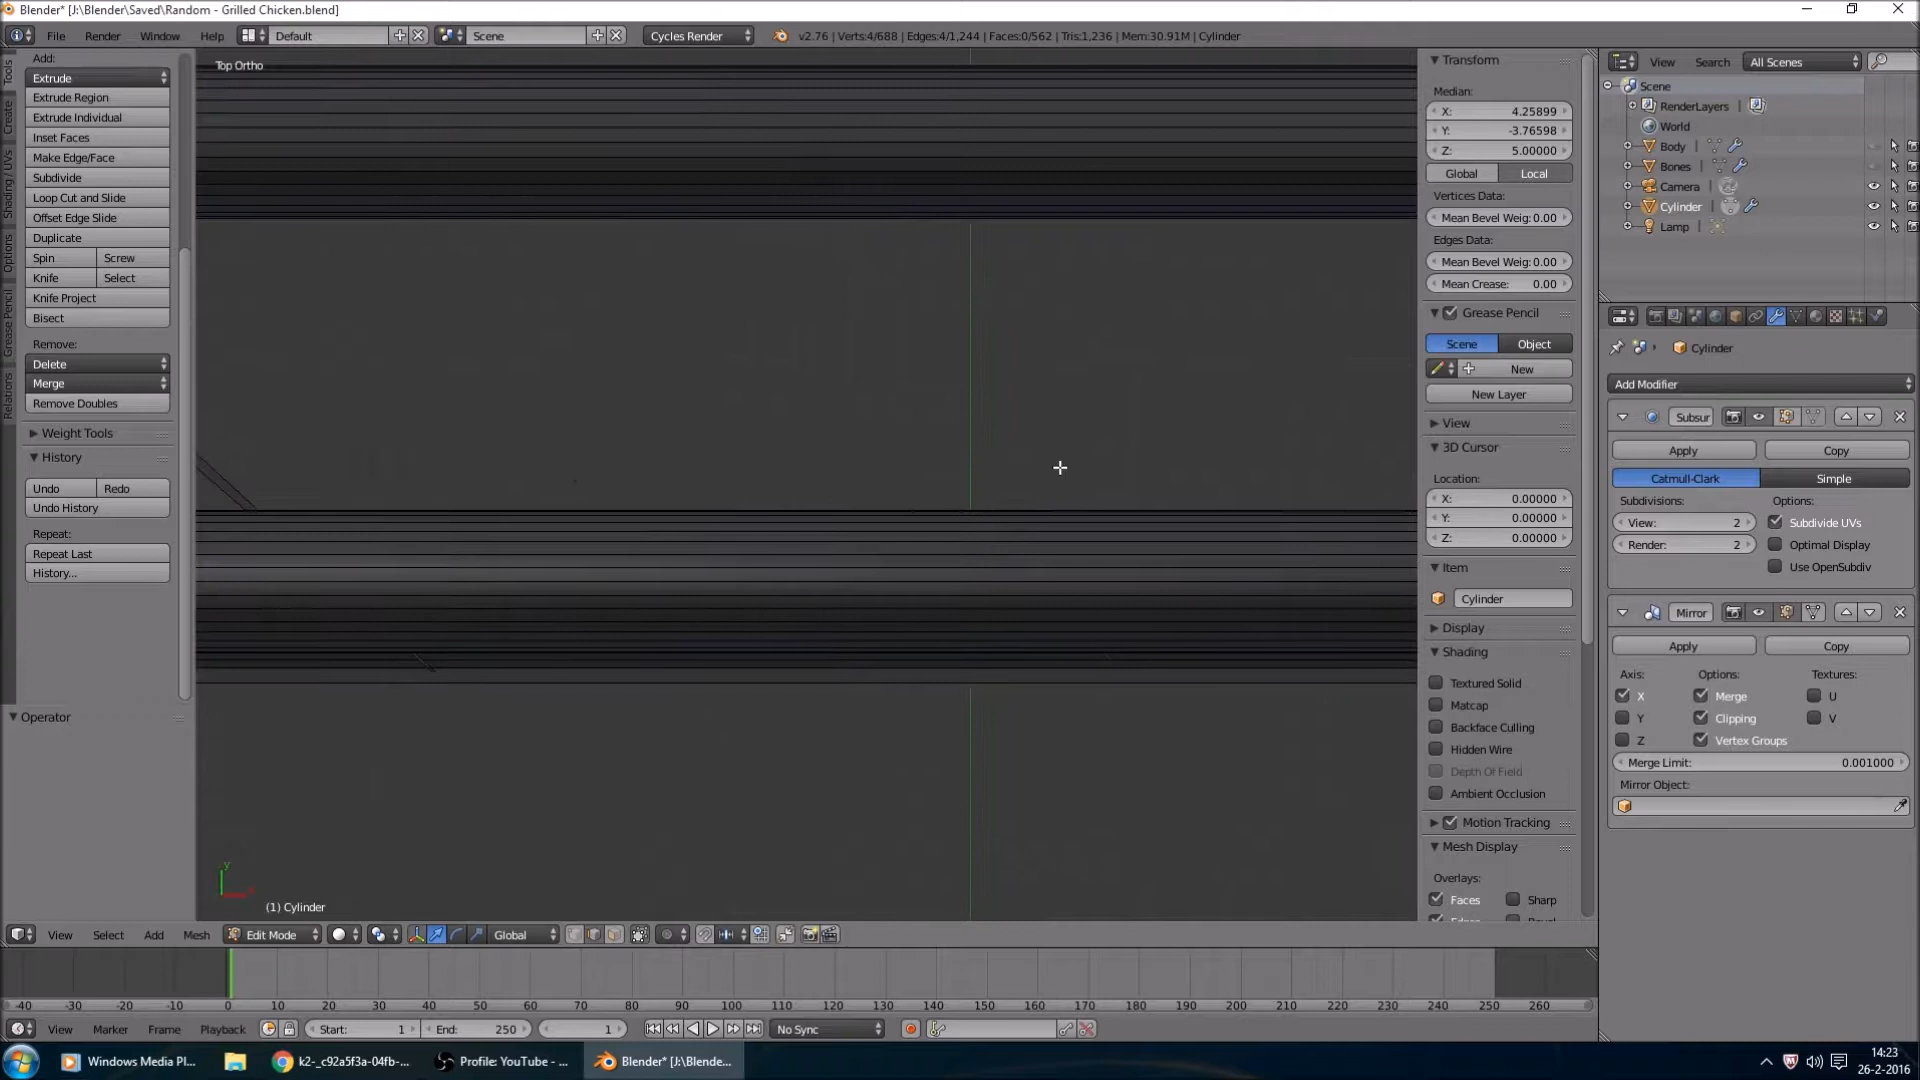 Blender* [J:\Blender\Saved\Random - Grilled Chicken.blend]
File Render Window Help Default Scene Cycles Render v2.76 | Verts:4/688 | Edges:4/1,244 | Faces:0/562 | Tris:1,236 | Mem:30.91M | Cylinder
Tools
Create
Shading / UVs
Options
Grease Pencil
Relations
Add:
Extrude
Extrude Region
Extrude Individual
Inset Faces
Make Edge/Face
Subdivide
Loop Cut and Slide
Offset Edge Slide
Duplicate
Spin Screw
Knife Select
Knife Project
Bisect
Remove:
Delete
Merge
Remove Doubles
Weight Tools
History
Undo Redo
Undo History
Repeat:
Repeat Last
History...
Operator
Top Ortho
y
(1) Cylinder
Transform
Median:
X: 4.25899
Y: -3.76598
Z: 5.00000
Global Local
Vertices Data:
Mean Bevel Weig: 0.00
Edges Data:
Mean Bevel Weig: 0.00
Mean Crease: 0.00
Grease Pencil
Scene Object
New
New Layer
View
3D Cursor
Location:
X: 0.00000
Y: 0.00000
Z: 0.00000
Item
Cylinder
Display
Shading
Textured Solid
Matcap
Backface Culling
Hidden Wire
Depth Of Field
Ambient Occlusion
Motion Tracking
Mesh Display
Overlays:
Faces Sharp
View Search All Scenes
Scene
RenderLayers |
World
Body
Bones
Camera
Cylinder
Lamp
Cylinder
Add Modifier
Subsur
Apply Copy
Catmull-Clark Simple
Subdivisions: Options:
View: 2 Subdivide UVs
Render: 2 Optimal Display
Use OpenSubdiv
Mirror
Apply Copy
Axis: Options: Textures:
X Merge U
Y Clipping V
Z Vertex Groups
Merge Limit: 0.001000
Mirror Object:
View Select Add Mesh Edit Mode Global
-40 -30 -20 -10 0 10 20 30 40 50 60 70 80 90 100 110 120 130 140 150 160 170 180 190 200 210 220 230 240 250 260
View Marker Frame Playback Start: 1 End: 250 1 No Sync
Windows Media Pl... k2-_c92a5f3a-04fb-... Profile: YouTube - ... Blender* [J:\Blende...
14:23
26-2-2016